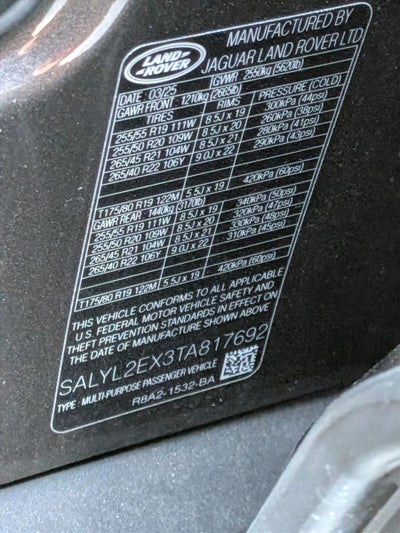 LAND ROVER
MANUFACTURED BY
JAGUAR LAND ROVER LTD
DATE: 03/25 GVWR 2550kg (5620lb)
GAWR FRONT: 1210kg (2665lb)
TIRES RIMS PRESSURE (COLD)
255/55 R19 111W 8.5J x 19 300kPa (44psi)
255/50 R20 109W 8.5J x 20 260kPa (38psi)
265/45 R21 104W 8.5J x 21 280kPa (41psi)
265/40 R22 106Y 9.0J x 22 290kPa (43psi)
T175/80 R19 122M 5.5J x 19 420kPa (60psi)
GAWR REAR: 1440kg (3170lb)
255/55 R19 111W 8.5J x 19 340kPa (50psi)
255/50 R20 109W 8.5J x 20 320kPa (47psi)
265/45 R21 104W 8.5J x 21 330kPa (48psi)
265/40 R22 106Y 9.0J x 22 310kPa (45psi)
T175/80 R19 122M 5.5J x 19 420kPa (60psi)
THIS VEHICLE CONFORMS TO ALL APPLICABLE
U.S. FEDERAL MOTOR VEHICLE SAFETY AND
THEFT PREVENTION STANDARDS IN EFFECT ON
THE DATE OF MANUFACTURE SHOWN ABOVE
SALYL2EX3TA817692
TYPE: MULTI-PURPOSE PASSENGER VEHICLE
R8A2-1532-BA